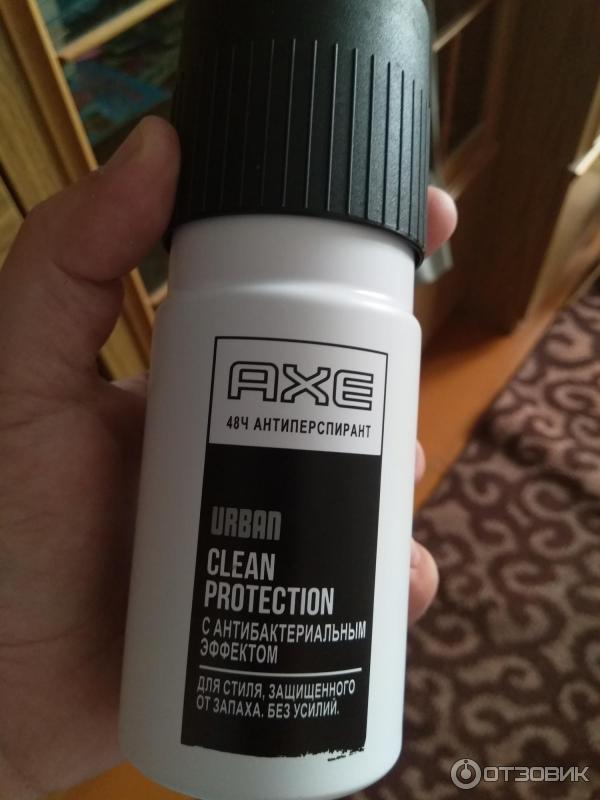 AXE
48Ч АНТИПЕРСПИРАНТ
URBAN
CLEAN
PROTECTION
С АНТИБАКТЕРИАЛЬНЫМ
ЭФФЕКТОМ
ДЛЯ СТИЛЯ, ЗАЩИЩЕННОГО
ОТ ЗАПАХА. БЕЗ УСИЛИЙ.
ОТЗОВИК